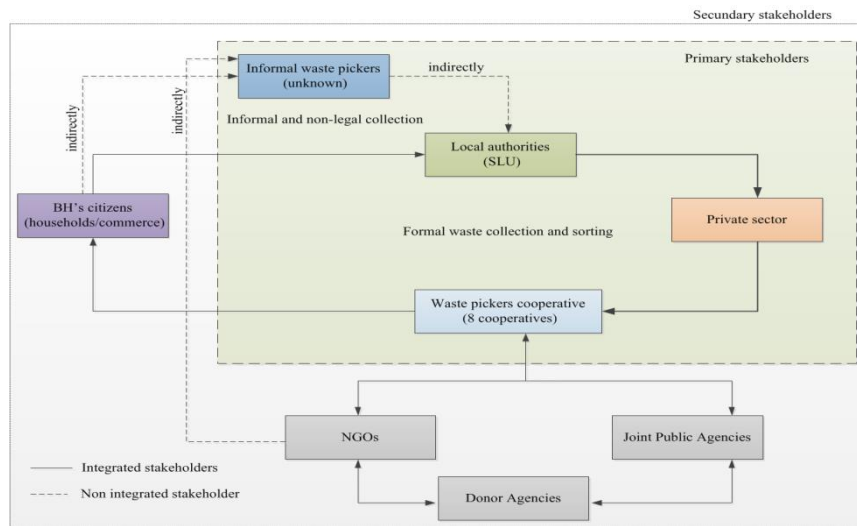 Secundary stakeholders
Primary stakeholders
Informal waste pickers
(unknown)
indirectly
indirectly
indirectly
Informal and non-legal collection
Local authorities
(SLU)
BH's citizens
(households/commerce)
Private sector
Formal waste collection and sorting
Waste pickers cooperative
(8 cooperatives)
NGOs
Joint Public Agencies
Integrated stakeholders
Non integrated stakeholder
Donor Agencies